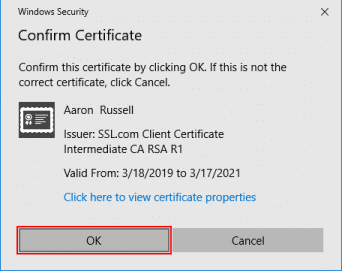 Windows Security
Confirm Certificate
Confirm this certificate by clicking OK. If this is not the
correct certificate, click Cancel.
Aaron Russell
Issuer: SSL.com Client Certificate
Intermediate CA RSA R1
Valid From: 3/18/2019 to 3/17/2021
Click here to view certificate properties
OK
Cancel